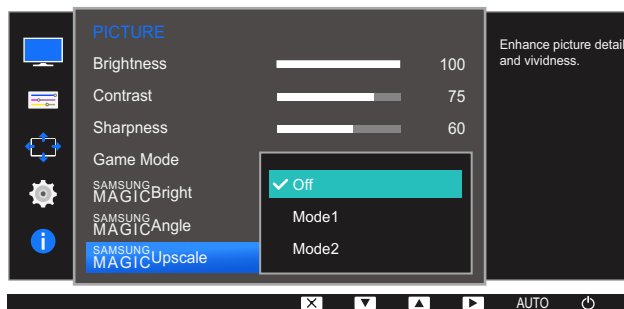 PICTURE
Brightness 100
Contrast 75
Sharpness 60
Game Mode
SAMSUNG
MAGICBright
SAMSUNG
MAGICAngle
SAMSUNG
MAGICUpscale
Off
Mode1
Mode2
Enhance picture detail
and vividness.
AUTO